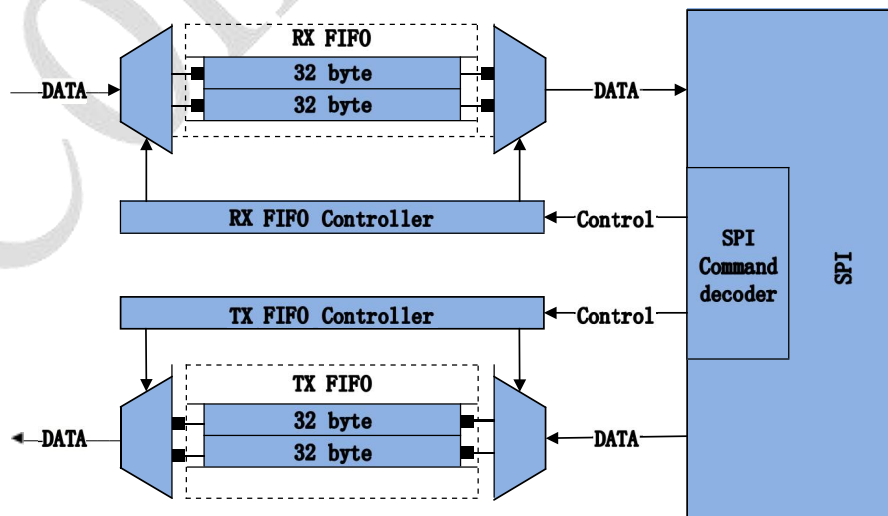 RX FIFO
32 byte
32 byte
DATA
DATA
RX FIFO Controller
Control
SPI
Command
decoder
SPI
TX FIFO Controller
Control
TX FIFO
32 byte
32 byte
DATA
DATA